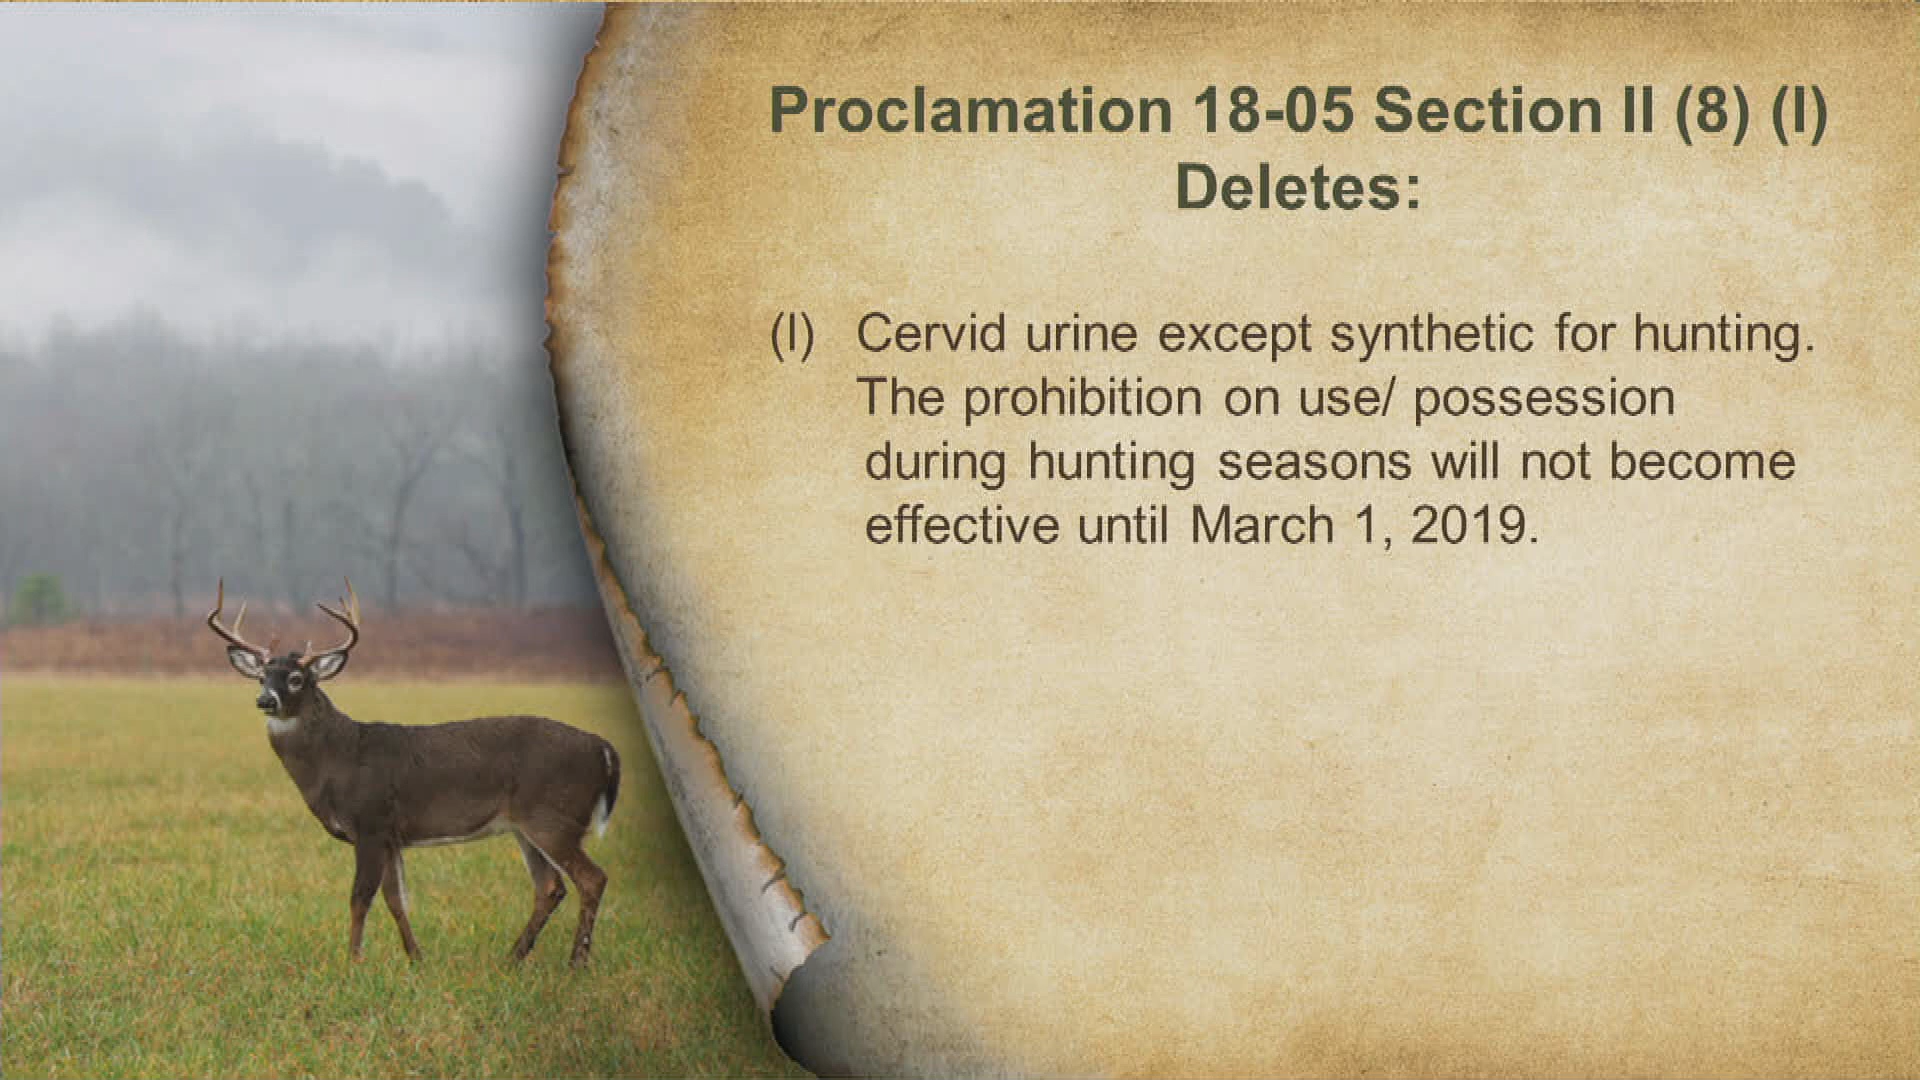 Proclamation 18-05 Section II (8) (I)
Deletes:
(I) Cervid urine except synthetic for hunting.
The prohibition on use/ possession
during hunting seasons will not become
effective until March 1, 2019.